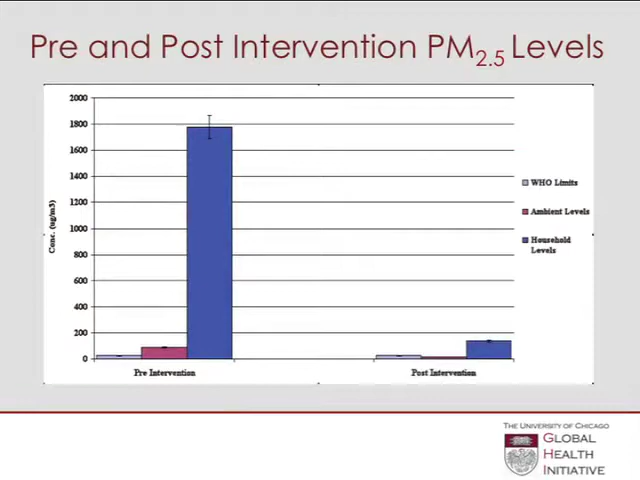 Pre and Post Intervention PM2.5 Levels
2000
1800
1600
1400
1200
1000
800
600
400
200
0
Conc. (ug/m3)
Pre Intervention
Post Intervention
WHO Limits
Ambient Levels
Household
Levels
THE UNIVERSITY OF CHICAGO
GLOBAL
HEALTH
INITIATIVE